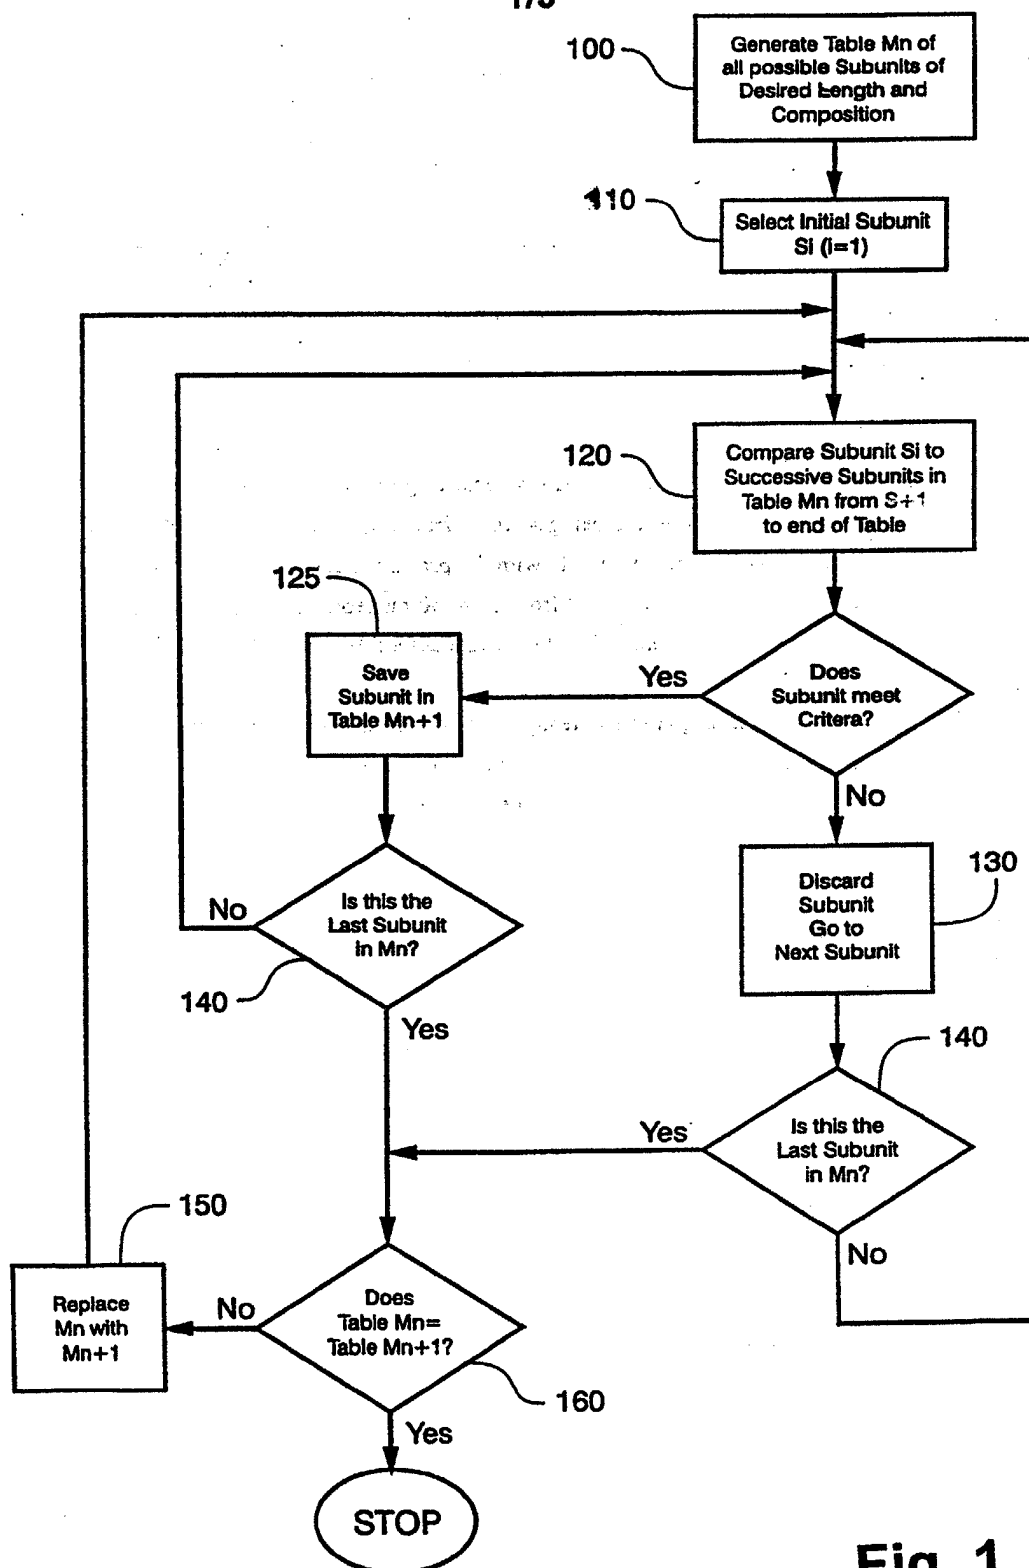 100
Generate Table Mn of
all possible Subunits of
Desired Length and
Composition
110
Select Initial Subunit
Si (i=1)
120
Compare Subunit Si to
Successive Subunits in
Table Mn from S+1
to end of Table
125
Save
Subunit in
Table Mn+1
Yes
Does
Subunit meet
Critera?
No
130
Discard
Subunit
Go to
Next Subunit
No
Is this the
Last Subunit
in Mn?
140
Yes
140
Yes
Is this the
Last Subunit
in Mn?
No
150
Replace
Mn with
Mn+1
No
Does
Table Mn=
Table Mn+1?
160
Yes
STOP
Fig. 1